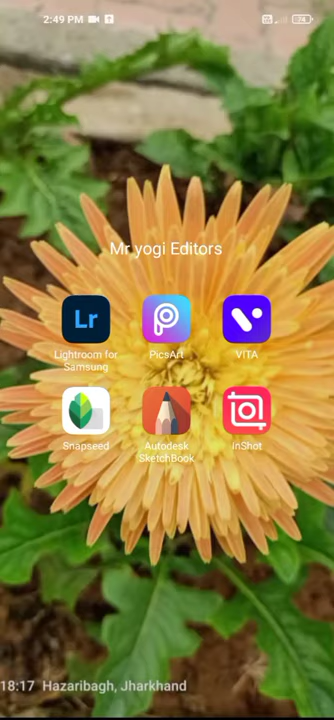 2:49 PM
74
Mr yogi Editors
Lr
Lightroom for
Samsung
PicsArt
VITA
Snapseed
Autodesk
SketchBook
InShot
18:17 Hazaribagh, Jharkhand